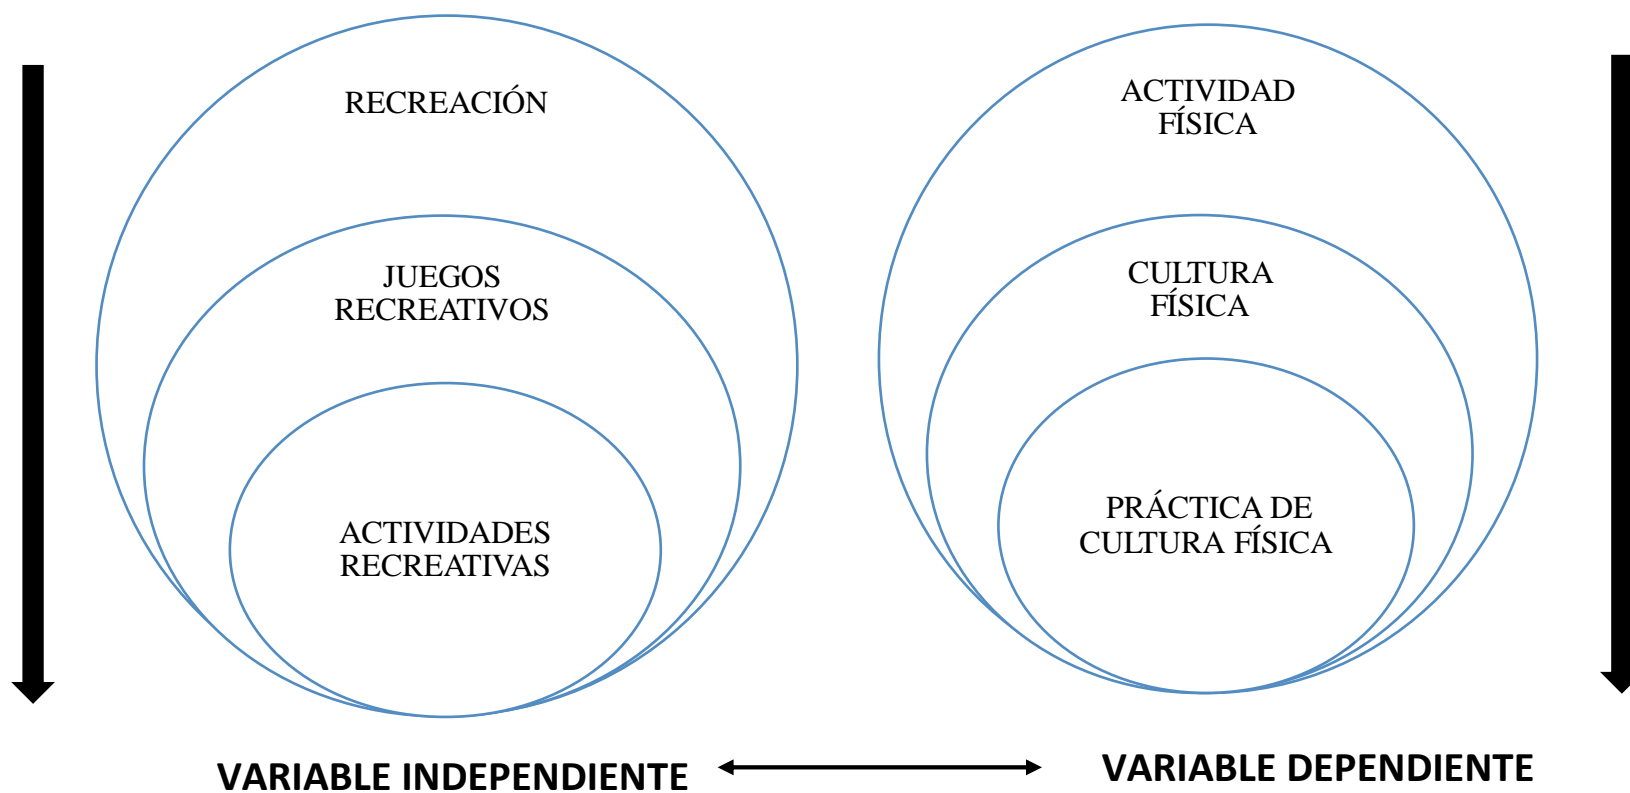 RECREACIÓN
JUEGOS
RECREATIVOS
ACTIVIDADES
RECREATIVAS
ACTIVIDAD
FÍSICA
CULTURA
FÍSICA
PRÁCTICA DE
CULTURA FÍSICA
VARIABLE INDEPENDIENTE
VARIABLE DEPENDIENTE